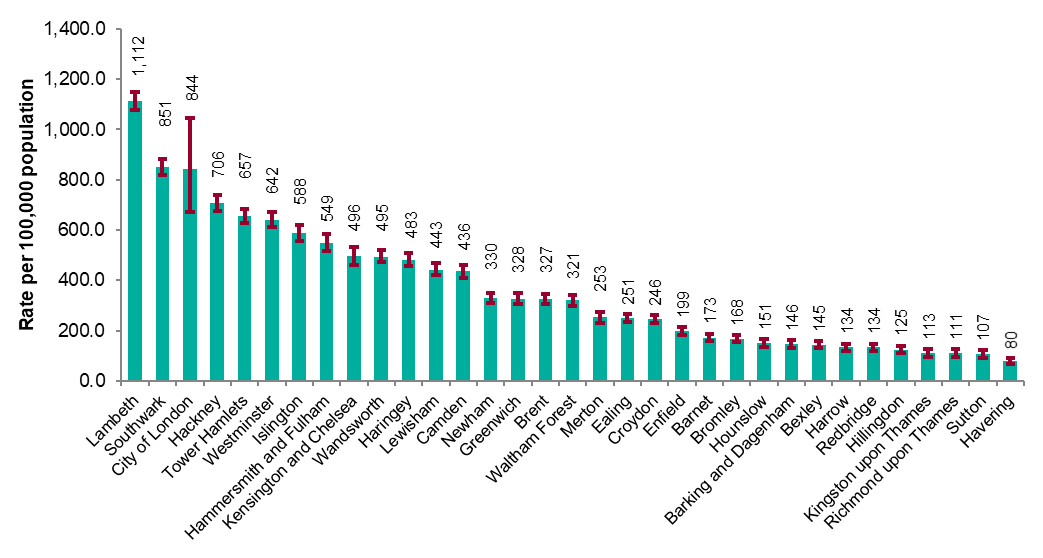 Rate per 100,000 population
1,400.0
1,200.0
1,000.0
800.0
600.0
400.0
200.0
0.0
1,112
851
844
706
657
642
588
549
496
495
483
443
436
330
328
327
321
253
251
246
199
173
168
151
146
145
134
134
125
113
111
107
80
Lambeth
Southwark
City of London
Hackney
Tower Hamlets
Westminster
Islington
Hammersmith and Fulham
Kensington and Chelsea
Wandsworth
Haringey
Lewisham
Camden
Newham
Greenwich
Brent
Waltham Forest
Merton
Ealing
Croydon
Enfield
Barnet
Bromley
Hounslow
Barking and Dagenham
Bexley
Harrow
Redbridge
Hillingdon
Kingston upon Thames
Richmond upon Thames
Sutton
Havering